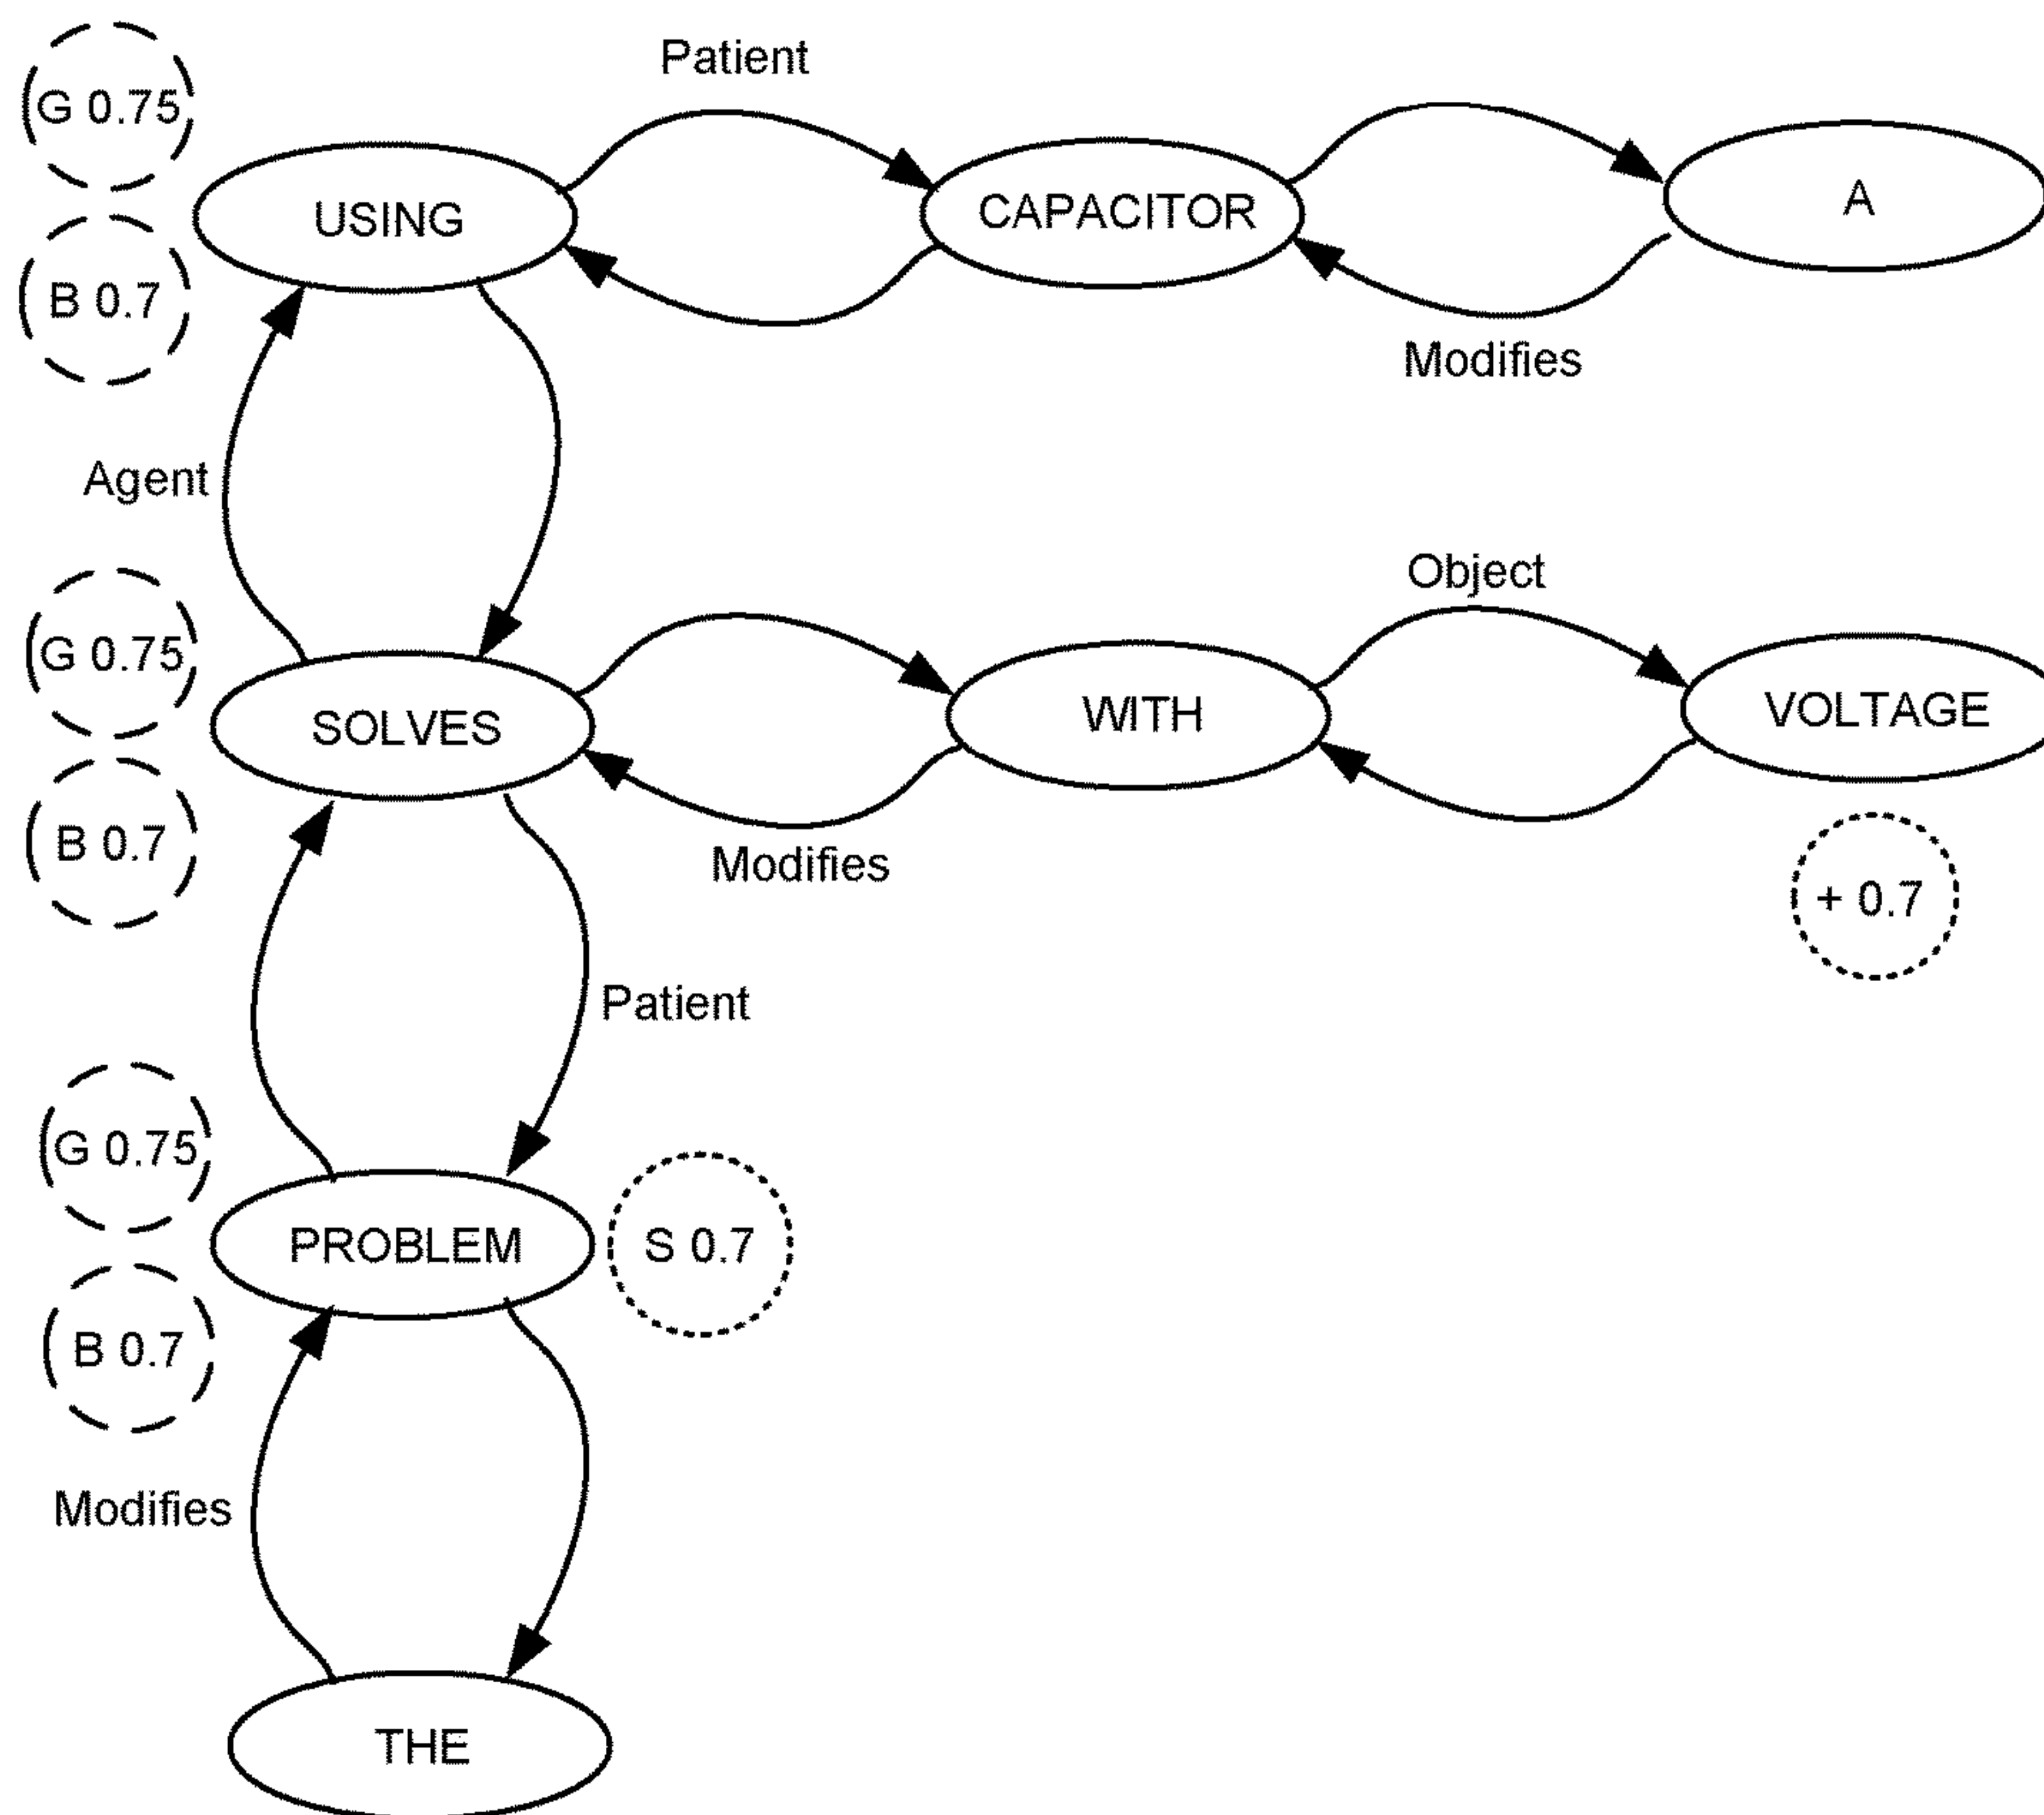 Patient
G 0.75
USING
CAPACITOR
A
B 0.7
Modifies
Agent
Object
G 0.75
SOLVES
WITH
VOLTAGE
B 0.7
Modifies
+ 0.7
Patient
G 0.75
PROBLEM
S 0.7
B 0.7
Modifies
THE